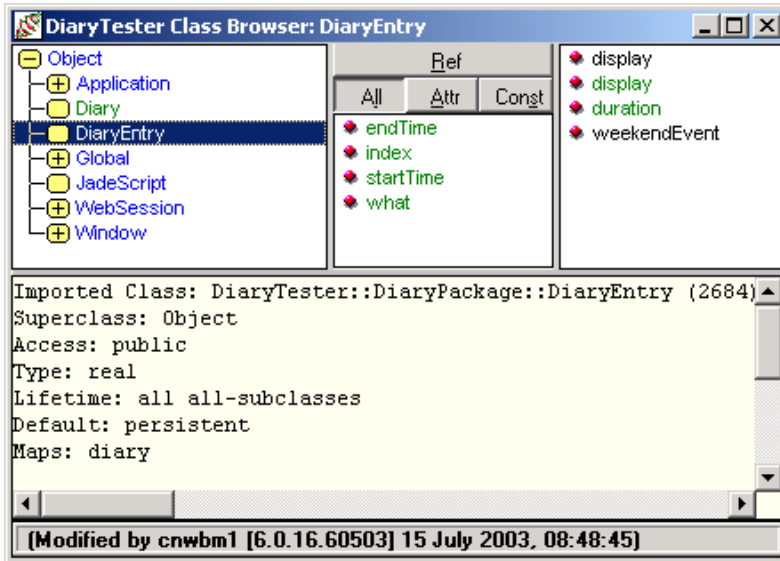 DiaryTester Class Browser: DiaryEntry
Object
Application
Diary
DiaryEntry
Global
JadeScript
WebSession
Window
Ref
All Attr Const
endTime
index
startTime
what
display
display
duration
weekendEvent
Imported Class: DiaryTester::DiaryPackage::DiaryEntry (2684)
Superclass: Object
Access: public
Type: real
Lifetime: all all-subclasses
Default: persistent
Maps: diary
(Modified by cnwbm1 [6.0.16.60503] 15 July 2003, 08:48:45)